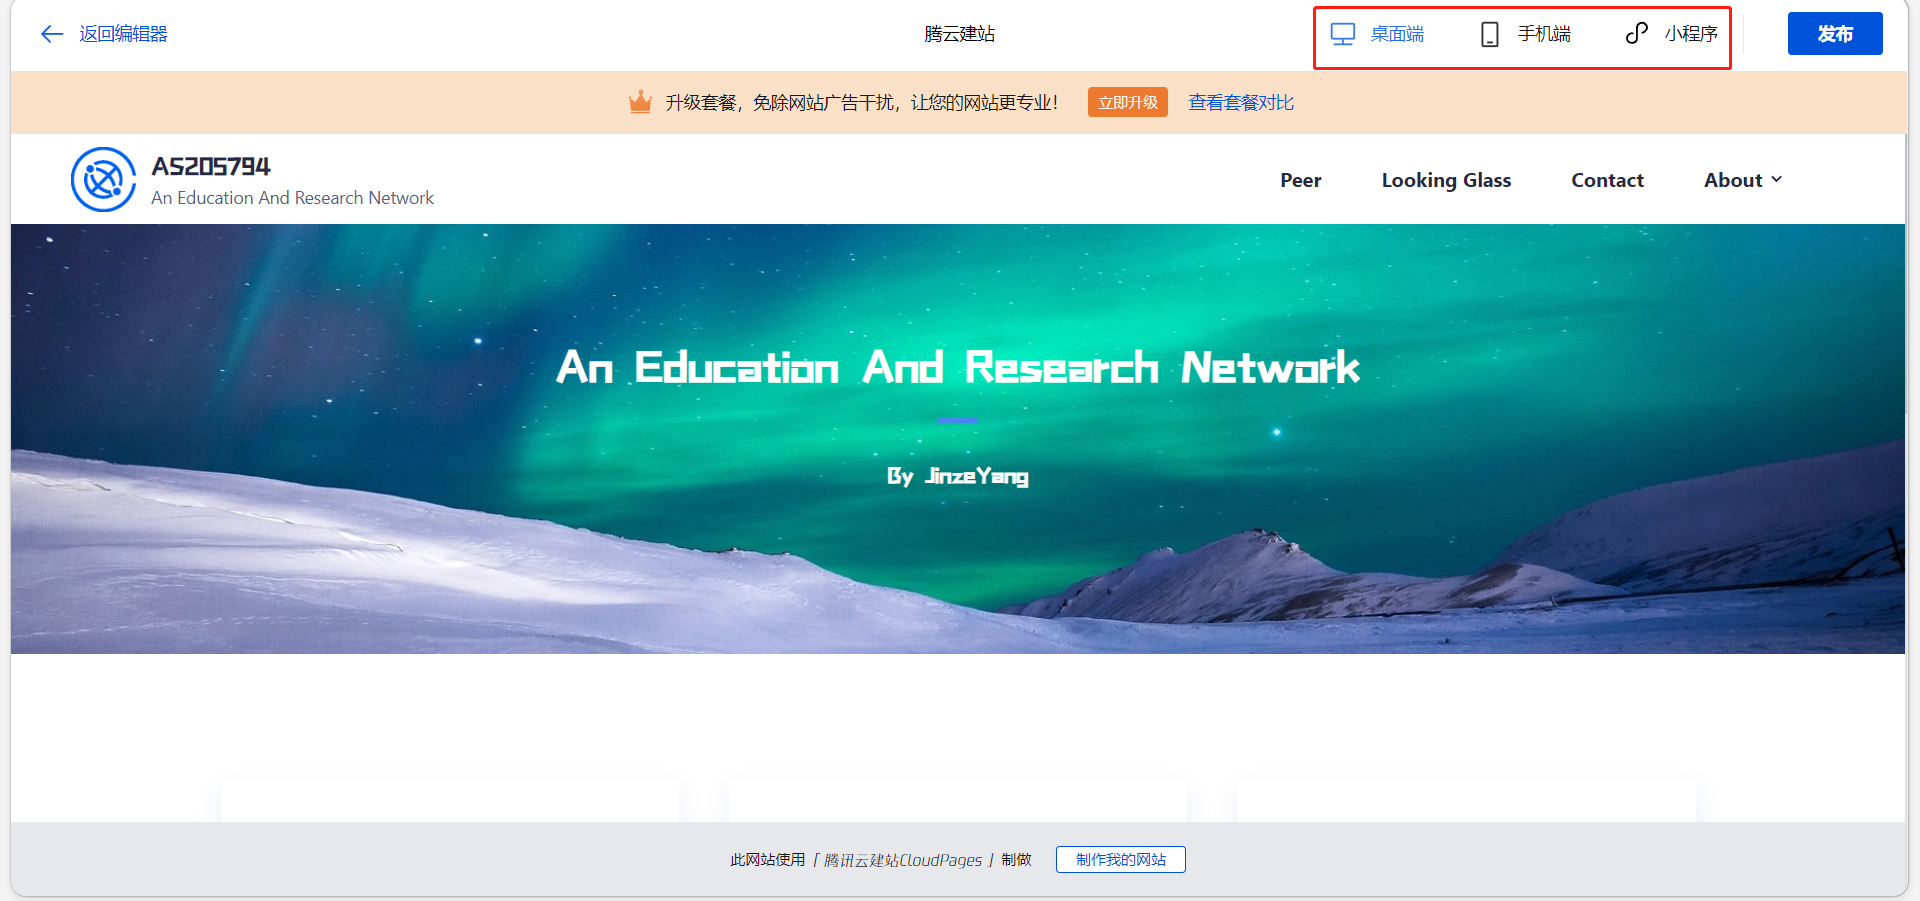 返回编辑器
腾云建站
桌面端
手机端
小程序
发布
升级套餐，免除网站广告干扰，让您的网站更专业！
立即升级
查看套餐对比
AS205794
An Education And Research Network
Peer
Looking Glass
Contact
About
An Education And Research Network
By JinzeYang
此网站使用「腾讯云建站CloudPages」制做
制作我的网站